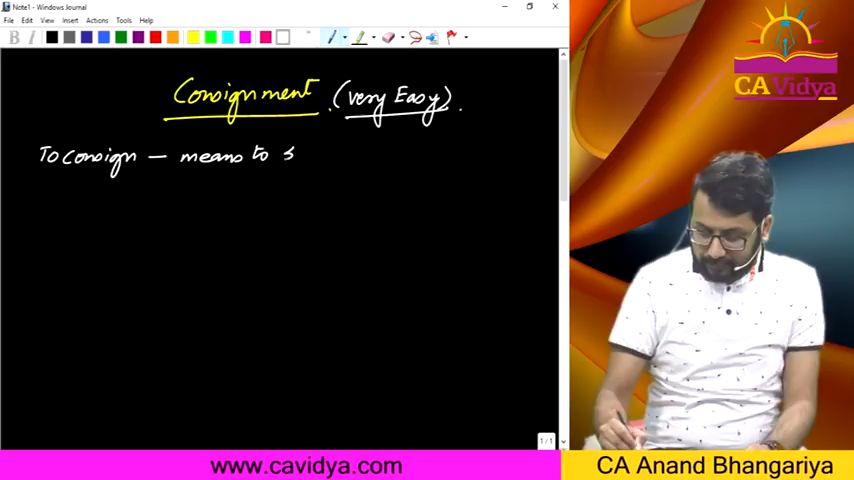 Note1 - Windows Journal
File Edit View Insert Actions Tools Help
B I
Consignment. (very Easy).
To consign — means to s
1 / 1
CA Vidya
www.cavidya.com
CA Anand Bhangariya